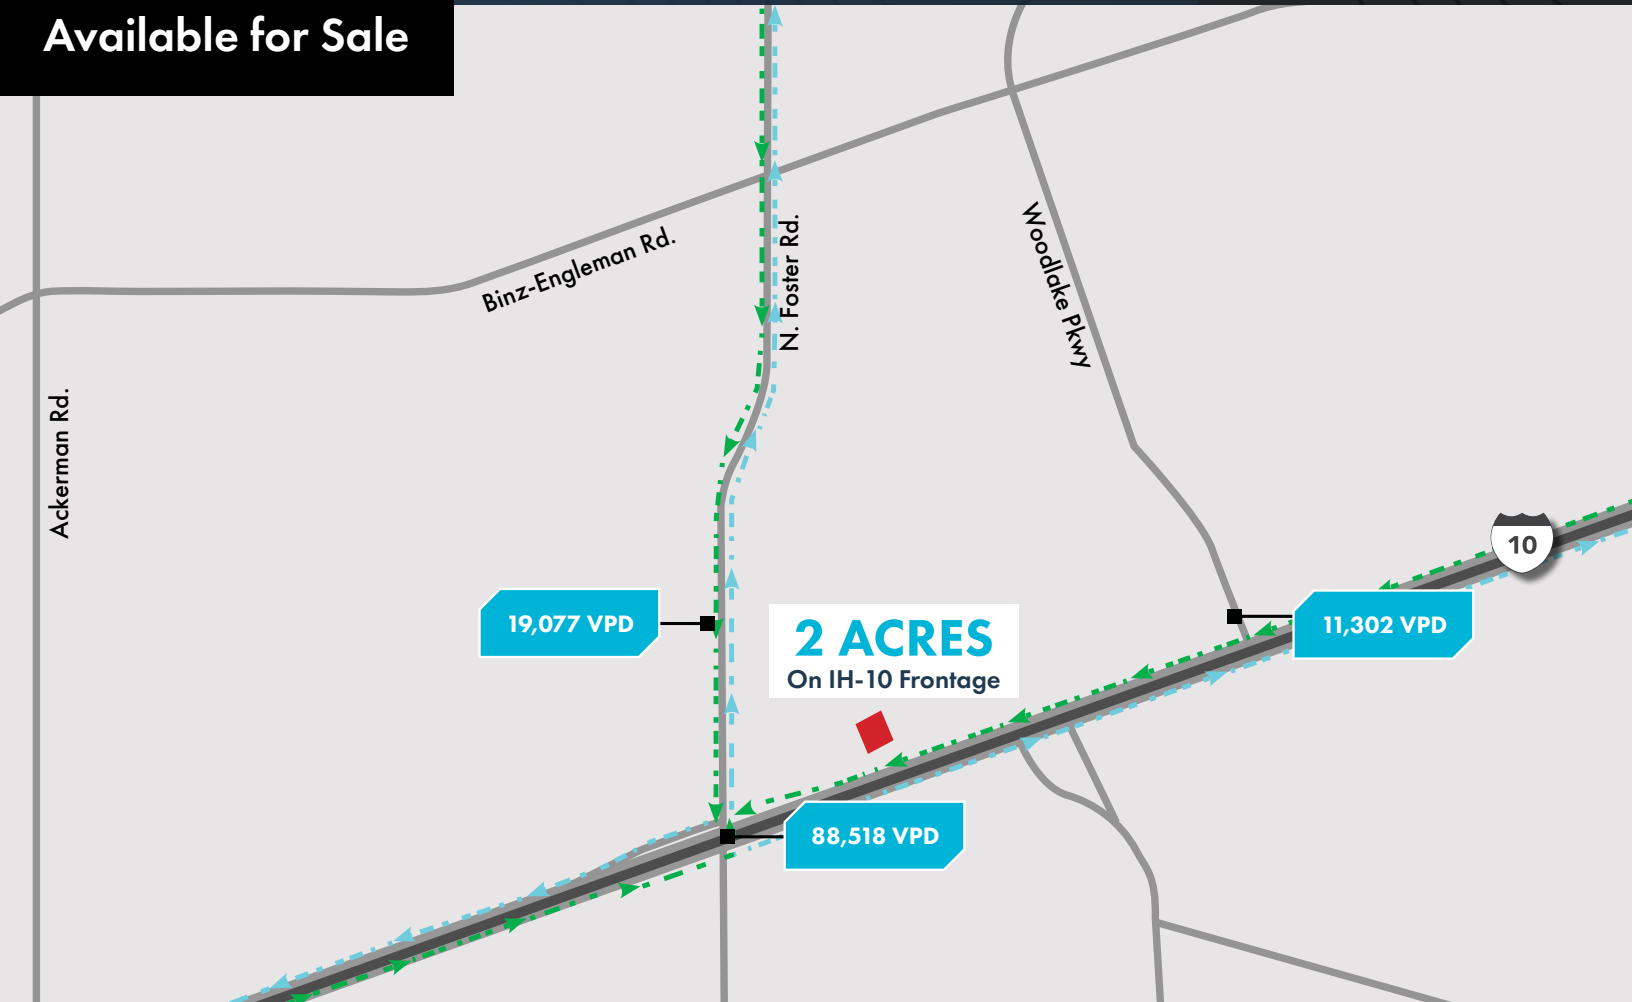 Available for Sale
Binz-Engleman Rd.
N. Foster Rd.
Woodlake Pkwy
Ackerman Rd.
10
19,077 VPD
2 ACRES
On IH-10 Frontage
11,302 VPD
88,518 VPD